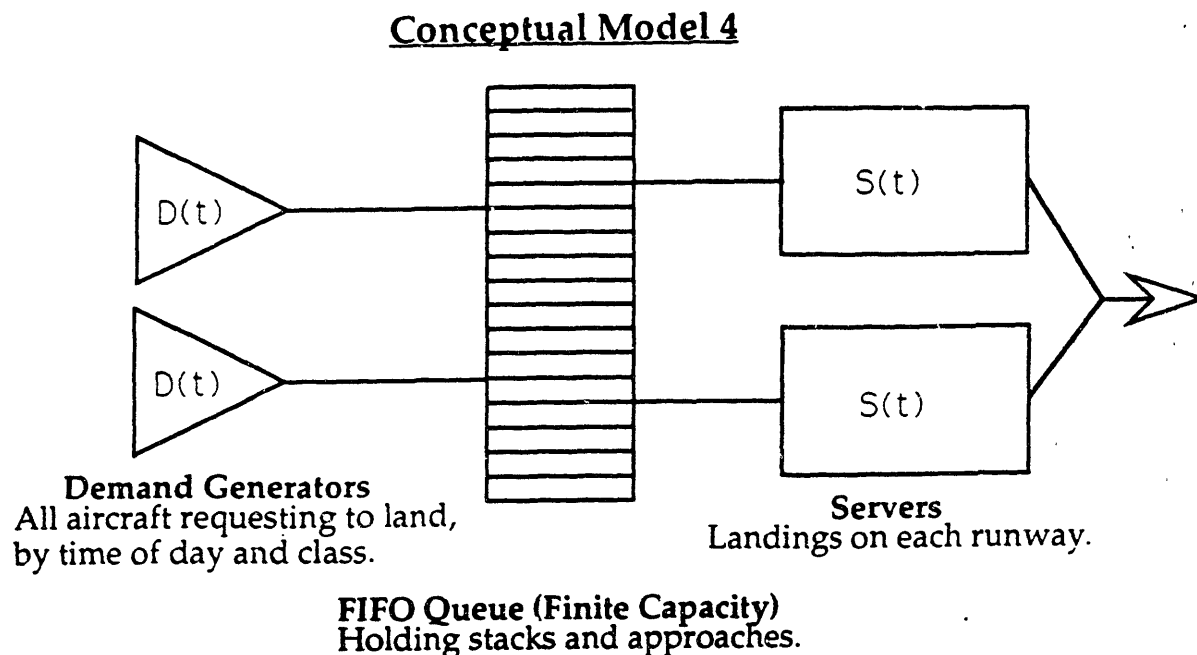 Conceptual Model 4
D(t)
S(t)
D(t)
S(t)
Demand Generators
All aircraft requesting to land,
by time of day and class.
Servers
Landings on each runway.
FIFO Queue (Finite Capacity)
Holding stacks and approaches.